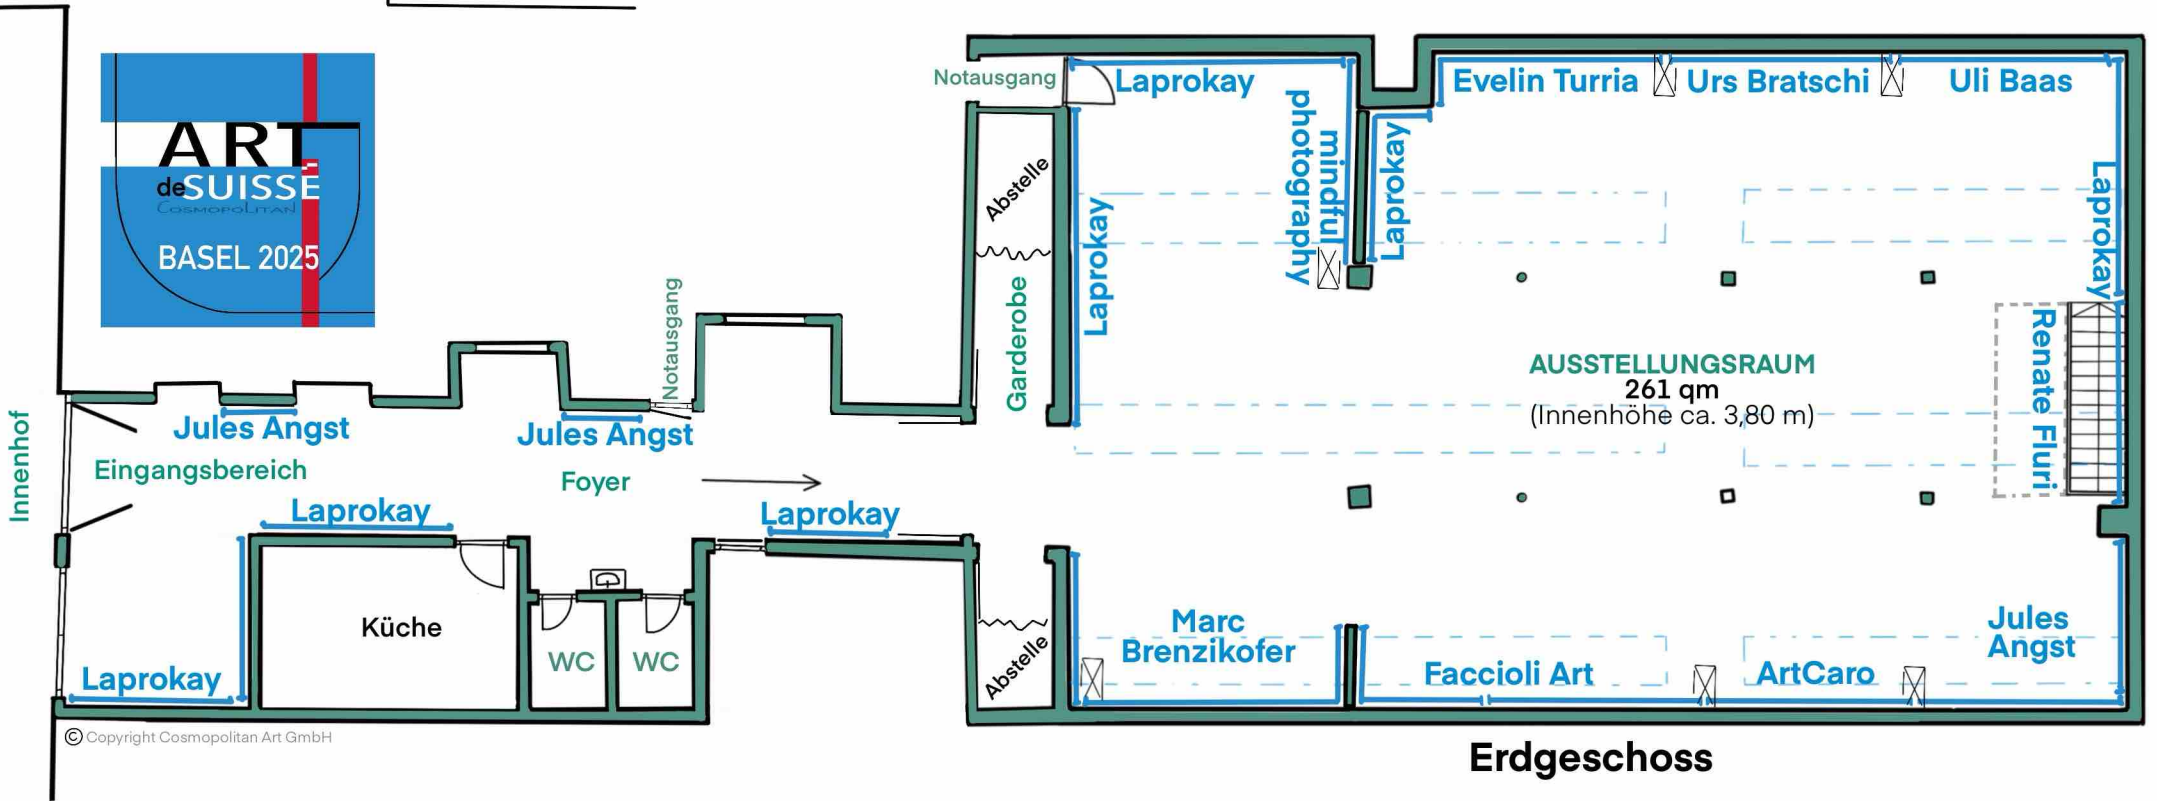 ART
deSUISSE
COSMOPOLITAN
BASEL 2025
Notausgang
Laprokay
mindful
photography
Laprokay
Evelin Turria
Urs Bratschi
Uli Baas
Laprokay
Abstelle
Garderobe
Laprokay
Notausgang
AUSSTELLUNGSRAUM
261 qm
(Innenhöhe ca. 3,80 m)
Renate Fluri
Innenhof
Jules Angst
Eingangsbereich
Jules Angst
Foyer
Laprokay
Laprokay
Küche
WC
WC
Laprokay
Abstelle
Marc
Brenzikofer
Faccioli Art
ArtCaro
Jules
Angst
© Copyright Cosmopolitan Art GmbH
Erdgeschoss